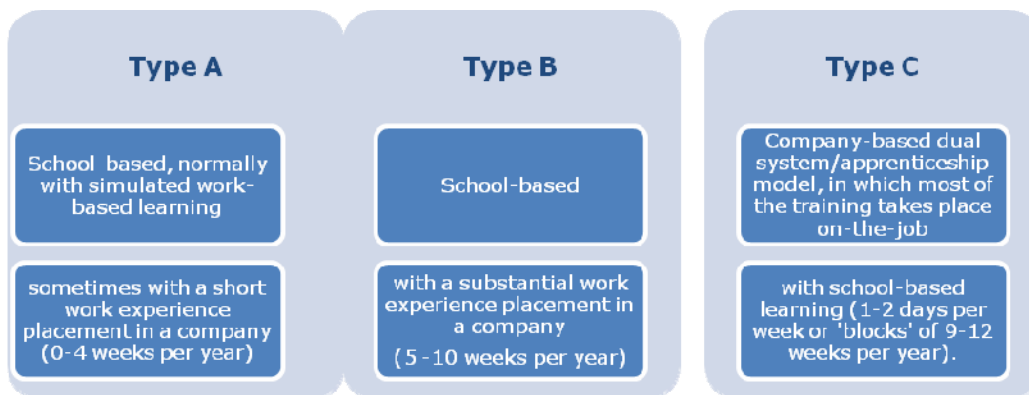 Type A
School based, normally
with simulated work-
based learning
sometimes with a short
work experience
placement in a company
(0-4 weeks per year)
Type B
School-based
with a substantial work
experience placement in
a company
(5-10 weeks per year)
Type C
Company-based dual
system/apprenticeship
model, in which most of
the training takes place
on-the-job
with school-based
learning (1-2 days per
week or 'blocks' of 9-12
weeks per year).